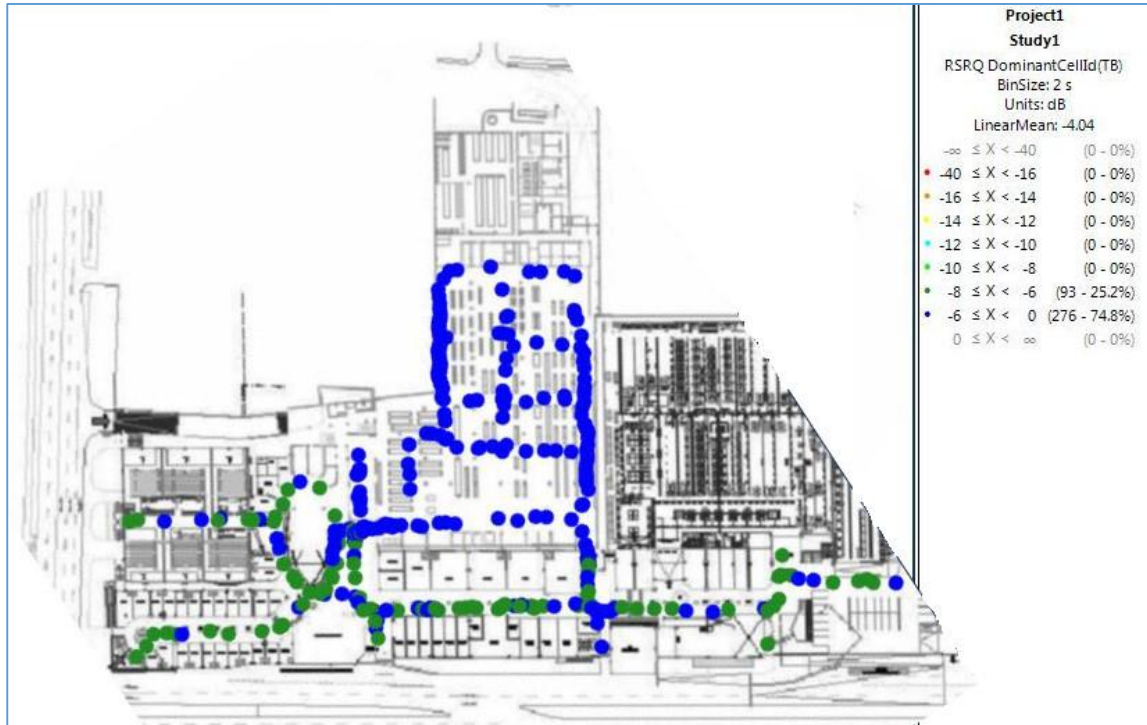 Project1
Study1
RSRQ DominantCellId(TB)
BinSize: 2 s
Units: dB
LinearMean: -4.04
-∞ ≤ X < -40 (0 - 0%)
-40 ≤ X < -16 (0 - 0%)
-16 ≤ X < -14 (0 - 0%)
-14 ≤ X < -12 (0 - 0%)
-12 ≤ X < -10 (0 - 0%)
-10 ≤ X < -8 (0 - 0%)
-8 ≤ X < -6 (93 - 25.2%)
-6 ≤ X < 0 (276 - 74.8%)
0 ≤ X < ∞ (0 - 0%)